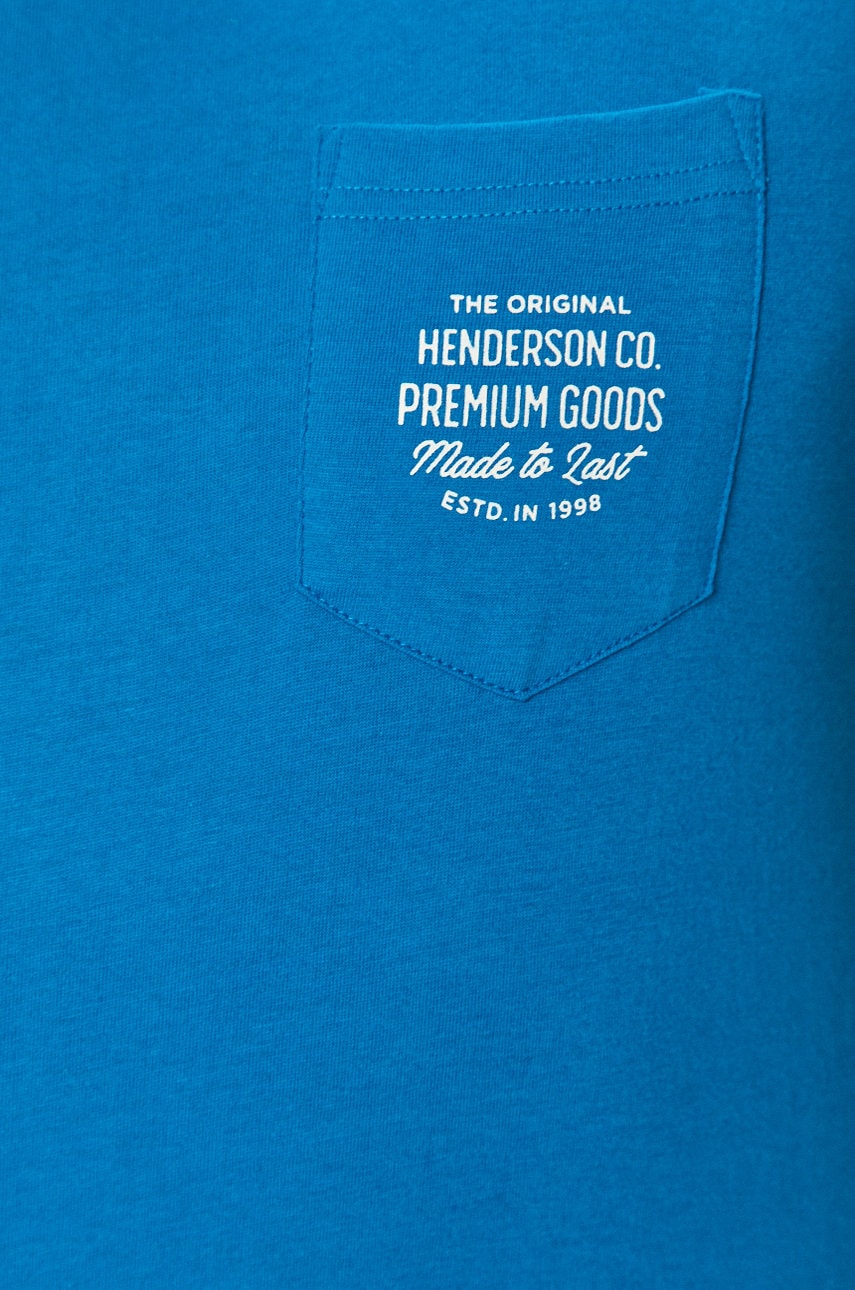 THE ORIGINAL
HENDERSON CO.
PREMIUM GOODS
Made to Last
ESTD. IN 1998